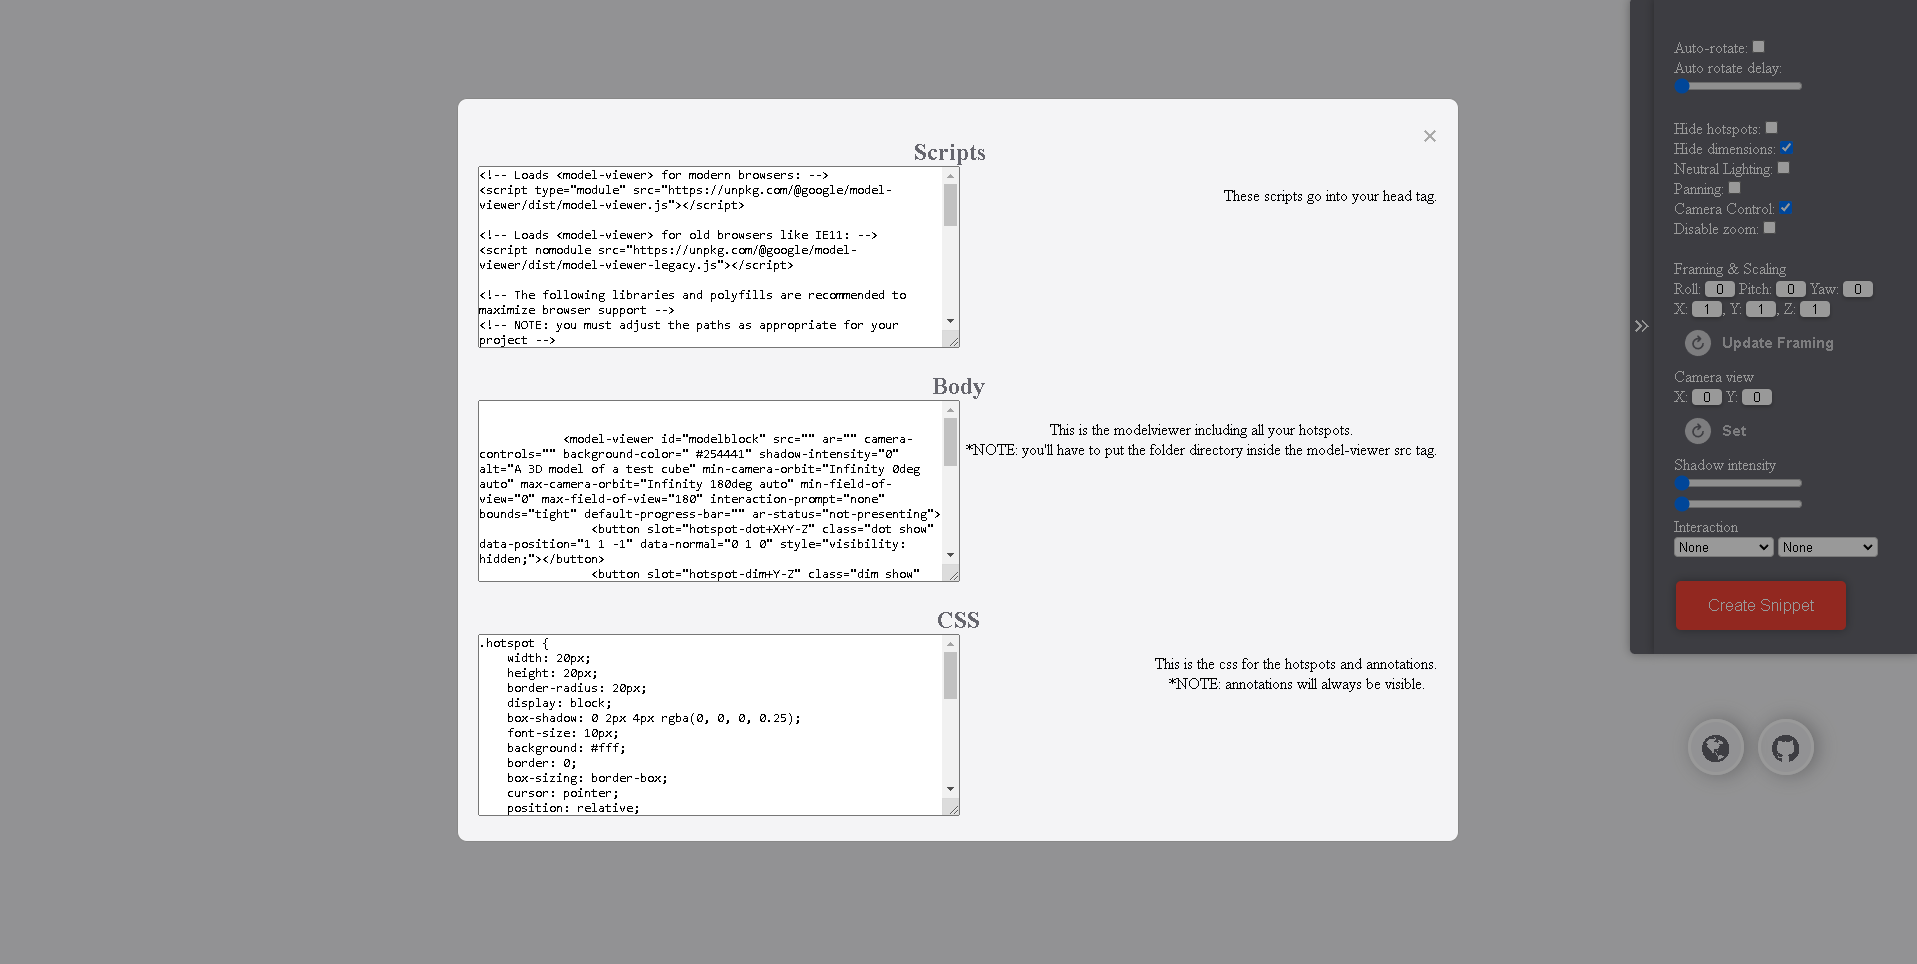 ×
Scripts
<!-- Loads <model-viewer> for modern browsers: -->
<script type="module" src="https://unpkg.com/@google/model-
viewer/dist/model-viewer.js"></script>
<!-- Loads <model-viewer> for old browsers like IE11: -->
<script nomodule src="https://unpkg.com/@google/model-
viewer/dist/model-viewer-legacy.js"></script>
<!-- The following libraries and polyfills are recommended to
maximize browser support -->
<!-- NOTE: you must adjust the paths as appropriate for your
project -->
These scripts go into your head tag.
Body
<model-viewer id="modelblock" src="" ar="" camera-
controls="" background-color=" #254441" shadow-intensity="0"
alt="A 3D model of a test cube" min-camera-orbit="Infinity 0deg
auto" max-camera-orbit="Infinity 180deg auto" min-field-of-
view="0" max-field-of-view="180" interaction-prompt="none"
bounds="tight" default-progress-bar="" ar-status="not-presenting">
<button slot="hotspot-dot+X+Y-Z" class="dot show"
data-position="1 1 -1" data-normal="0 1 0" style="visibility:
hidden;"></button>
<button slot="hotspot-dim+Y-Z" class="dim show"
This is the modelviewer including all your hotspots.
*NOTE: you'll have to put the folder directory inside the model-viewer src tag.
CSS
.hotspot {
width: 20px;
height: 20px;
border-radius: 20px;
display: block;
box-shadow: 0 2px 4px rgba(0, 0, 0, 0.25);
font-size: 10px;
background: #fff;
border: 0;
box-sizing: border-box;
cursor: pointer;
position: relative;
This is the css for the hotspots and annotations.
*NOTE: annotations will always be visible.
Auto-rotate:
Auto rotate delay:
Hide hotspots:
Hide dimensions:
Neutral Lighting:
Panning:
Camera Control:
Disable zoom:
Framing & Scaling
Roll: 0 Pitch: 0 Yaw: 0
X: 1, Y: 1, Z: 1
Update Framing
Camera view
X: 0 Y: 0
Set
Shadow intensity
Interaction
None None
Create Snippet